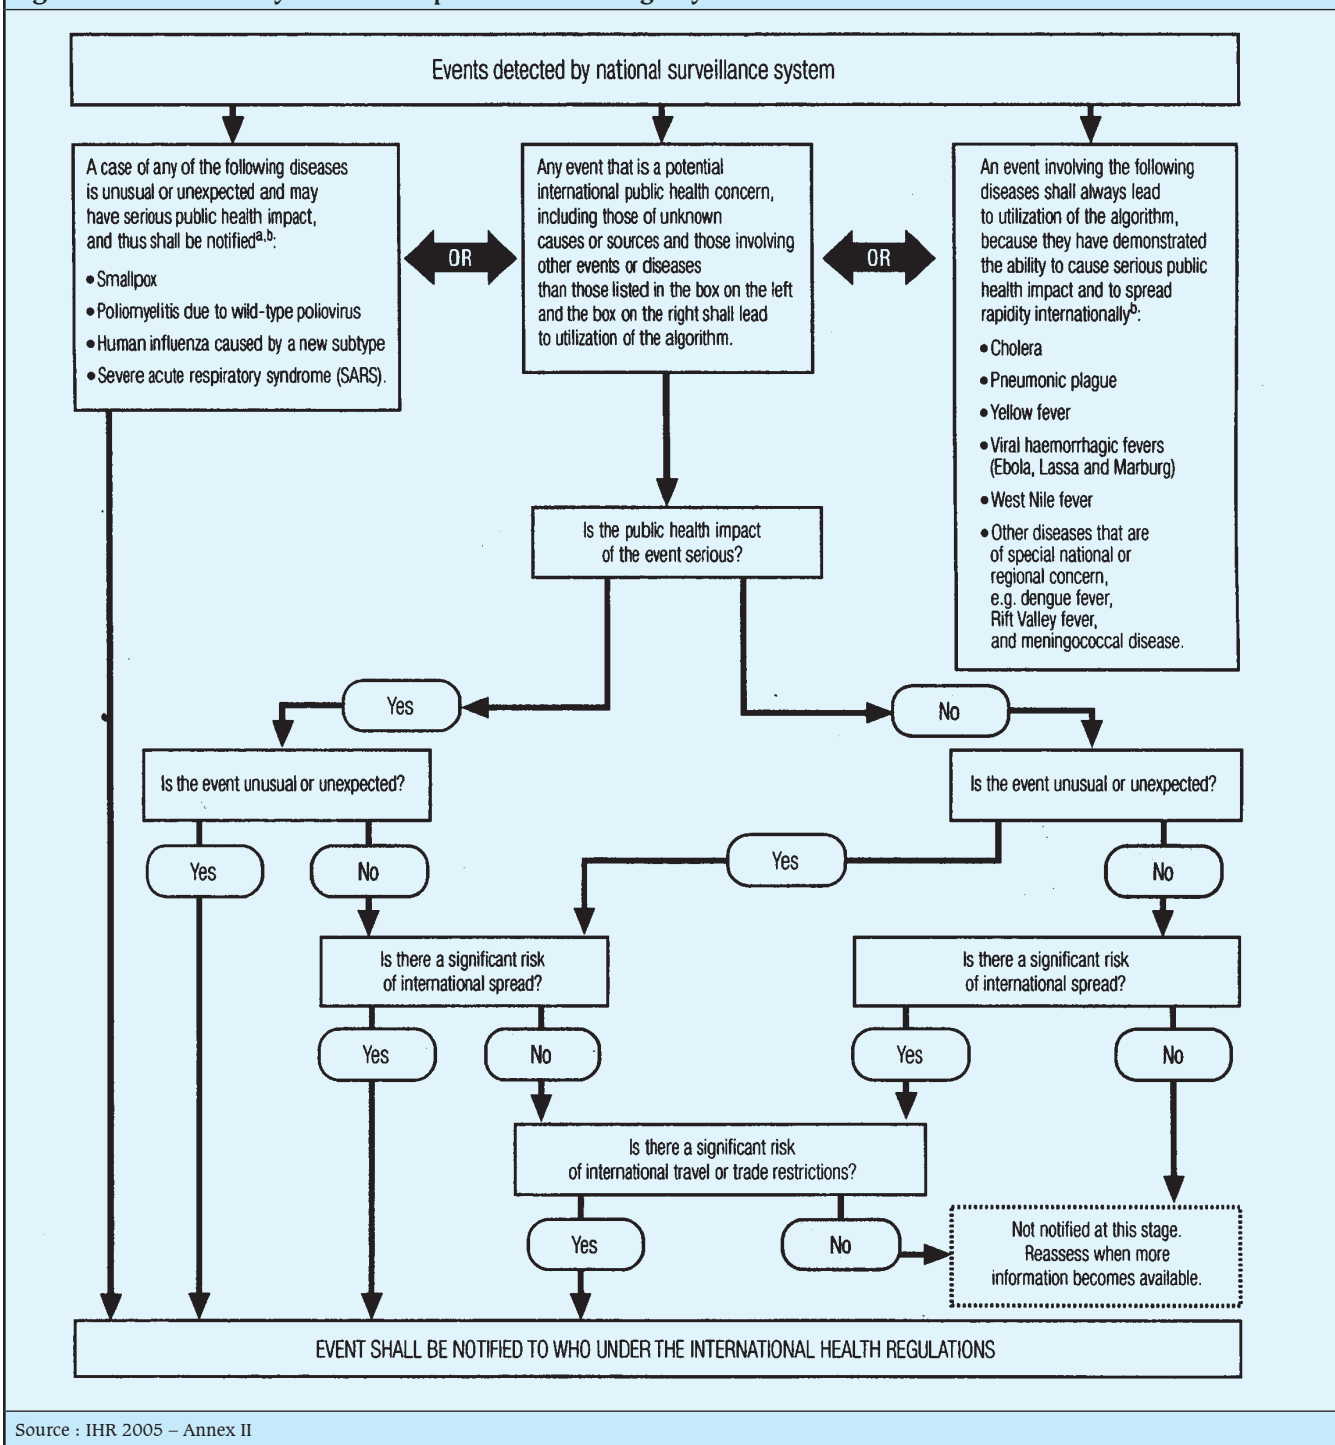 Events detected by national surveillance system
A case of any of the following diseases
is unusual or unexpected and may
have serious public health impact,
and thus shall be notifiedᵃ,ᵇ:
• Smallpox
• Poliomyelitis due to wild-type poliovirus
• Human influenza caused by a new subtype
• Severe acute respiratory syndrome (SARS).
OR
Any event that is a potential
international public health concern,
including those of unknown
causes or sources and those involving
other events or diseases
than those listed in the box on the left
and the box on the right shall lead
to utilization of the algorithm.
OR
An event involving the following
diseases shall always lead
to utilization of the algorithm,
because they have demonstrated
the ability to cause serious public
health impact and to spread
rapidity internationallyᵇ:
• Cholera
• Pneumonic plague
• Yellow fever
• Viral haemorrhagic fevers
(Ebola, Lassa and Marburg)
• West Nile fever
• Other diseases that are
of special national or
regional concern,
e.g. dengue fever,
Rift Valley fever,
and meningococcal disease.
Is the public health impact
of the event serious?
Yes
No
Is the event unusual or unexpected?
Is the event unusual or unexpected?
Yes
No
Yes
No
Is there a significant risk
of international spread?
Is there a significant risk
of international spread?
Yes
No
Yes
No
Is there a significant risk
of international travel or trade restrictions?
Yes
No
Not notified at this stage.
Reassess when more
information becomes available.
EVENT SHALL BE NOTIFIED TO WHO UNDER THE INTERNATIONAL HEALTH REGULATIONS
Source : IHR 2005 – Annex II